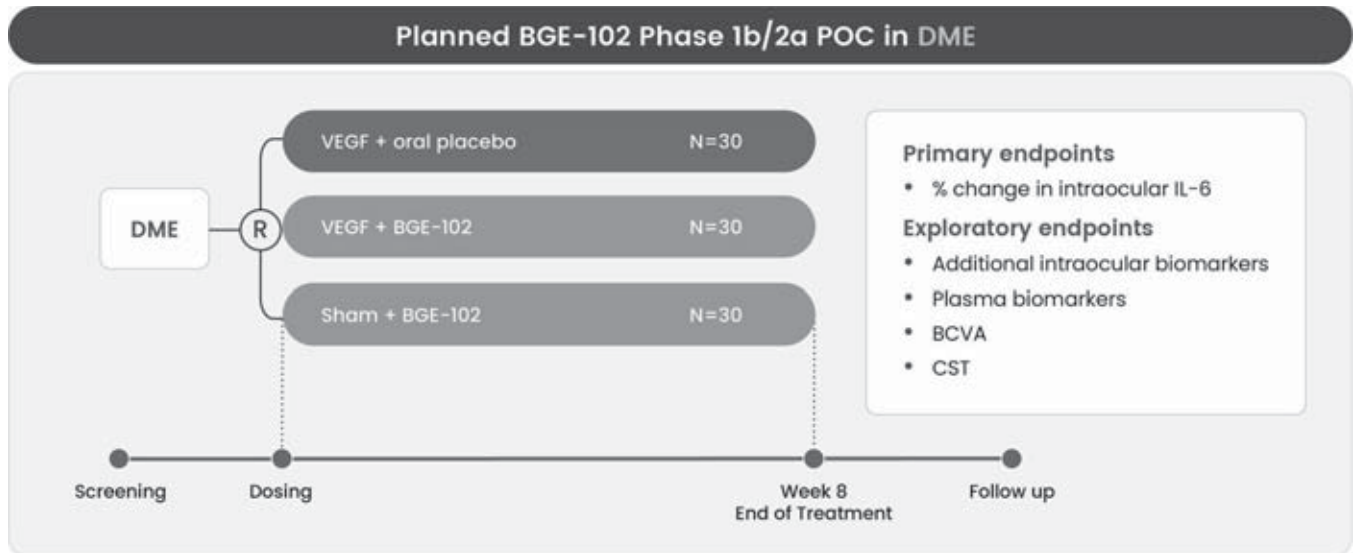 Planned BGE-102 Phase 1b/2a POC in DME
DME
R
VEGF + oral placebo N=30
VEGF + BGE-102 N=30
Sham + BGE-102 N=30
Primary endpoints
• % change in intraocular IL-6
Exploratory endpoints
• Additional intraocular biomarkers
• Plasma biomarkers
• BCVA
• CST
Screening
Dosing
Week 8
End of Treatment
Follow up